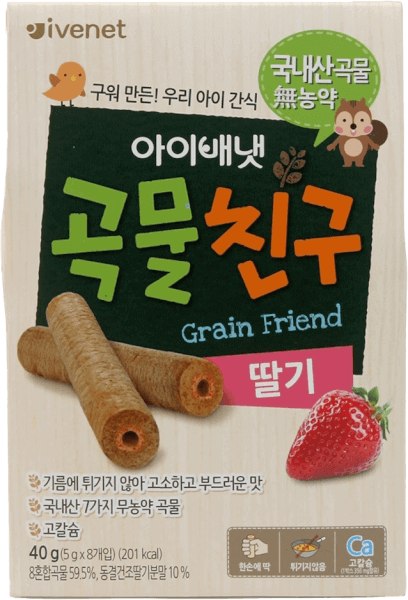 ivenet
국내산곡물
無농약
구워 만든! 우리 아이 간식
아이배냇
곡물친구
Grain Friend
딸기
기름에 튀기지 않아 고소하고 부드러운 맛
국내산 7가지 무농약 곡물
고칼슘
40 g (5 g x 8개입) (201 kcal)
8혼합곡물 59.5%, 동결건조딸기분말 10 %
한손에 딱
튀기지않음
Ca
고칼슘